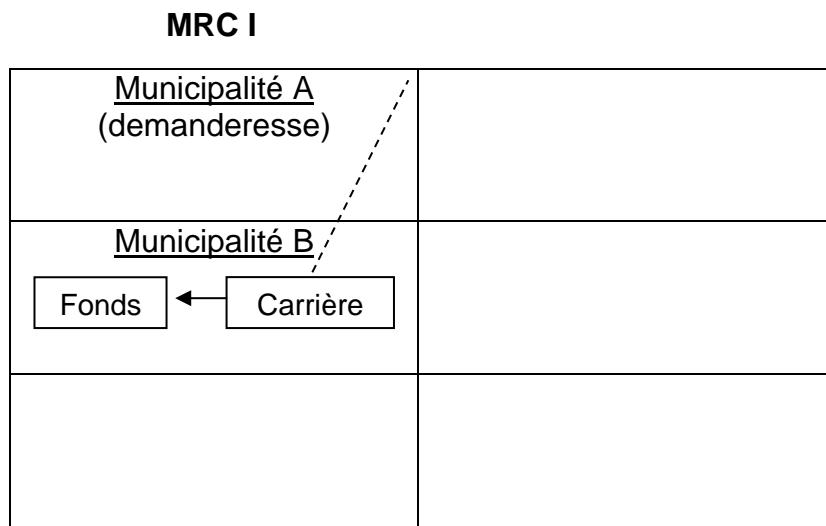 MRC I
Municipalité A
(demanderesse)
Municipalité B
Fonds
Carrière